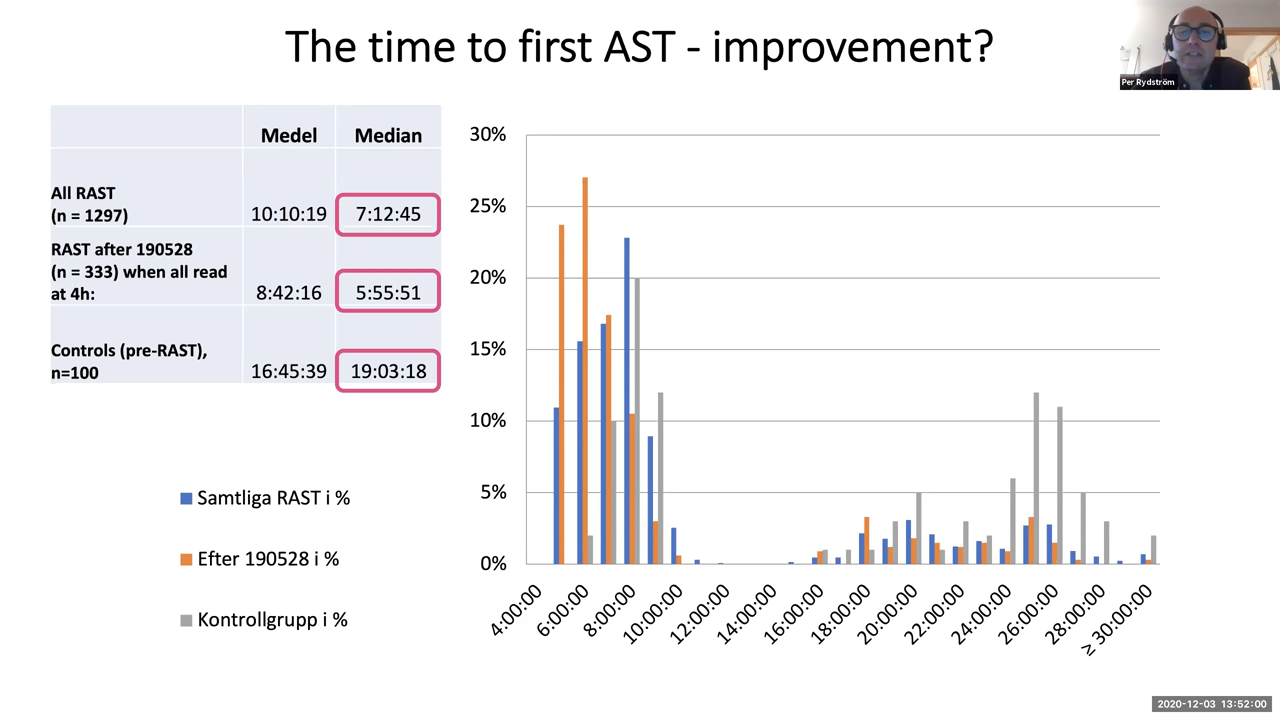 The time to first AST - improvement?
Per Rydström
Medel Median
All RAST
(n = 1297) 10:10:19 7:12:45
RAST after 190528
(n = 333) when all read
at 4h: 8:42:16 5:55:51
Controls (pre-RAST),
n=100 16:45:39 19:03:18
Samtliga RAST i %
Efter 190528 i %
Kontrollgrupp i %
30%
25%
20%
15%
10%
5%
0%
4:00:00 6:00:00 8:00:00 10:00:00 12:00:00 14:00:00 16:00:00 18:00:00 20:00:00 22:00:00 24:00:00 26:00:00 28:00:00 ≥ 30:00:00
2020-12-03 13:52:00